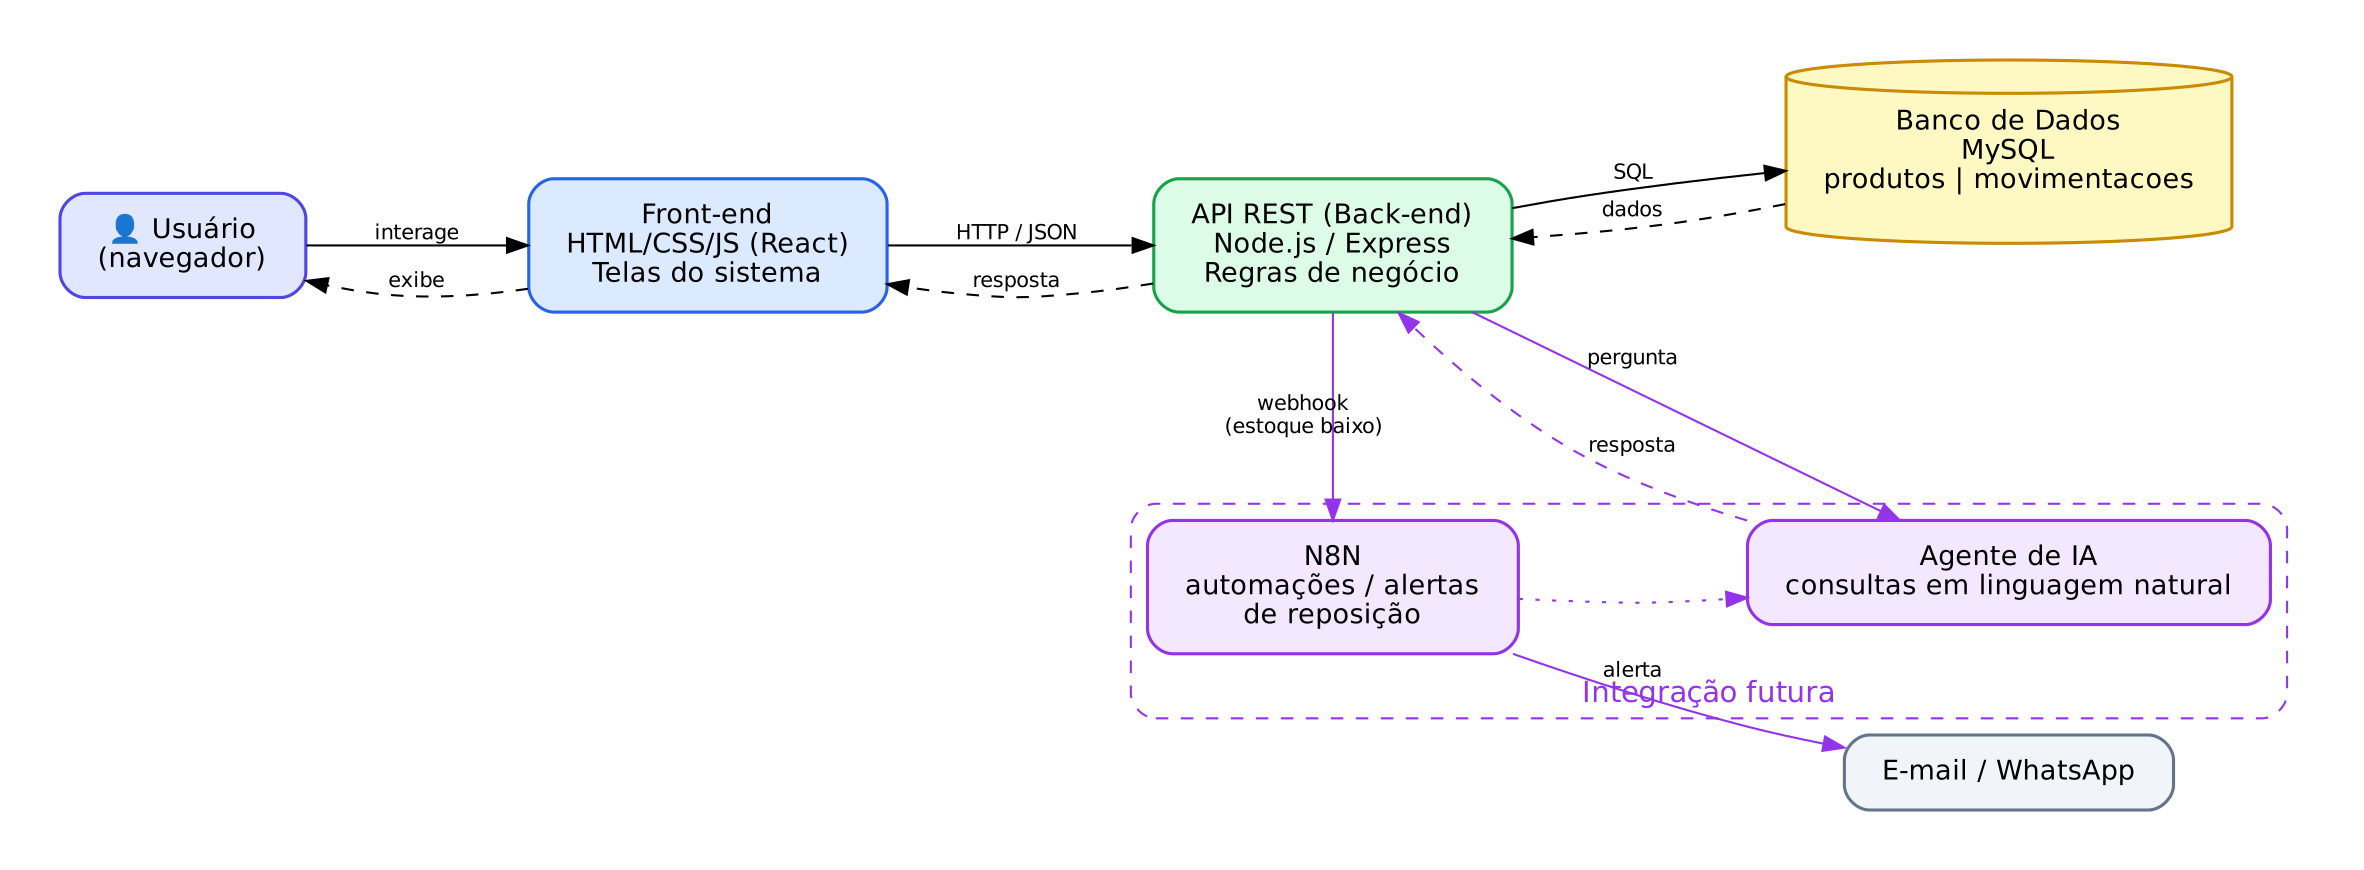 👤 Usuário
(navegador)
interage
exibe
Front-end
HTML/CSS/JS (React)
Telas do sistema
HTTP / JSON
resposta
API REST (Back-end)
Node.js / Express
Regras de negócio
SQL
dados
Banco de Dados
MySQL
produtos | movimentacoes
webhook
(estoque baixo)
pergunta
resposta
N8N
automações / alertas
de reposição
Agente de IA
consultas em linguagem natural
alerta
Integração futura
E-mail / WhatsApp